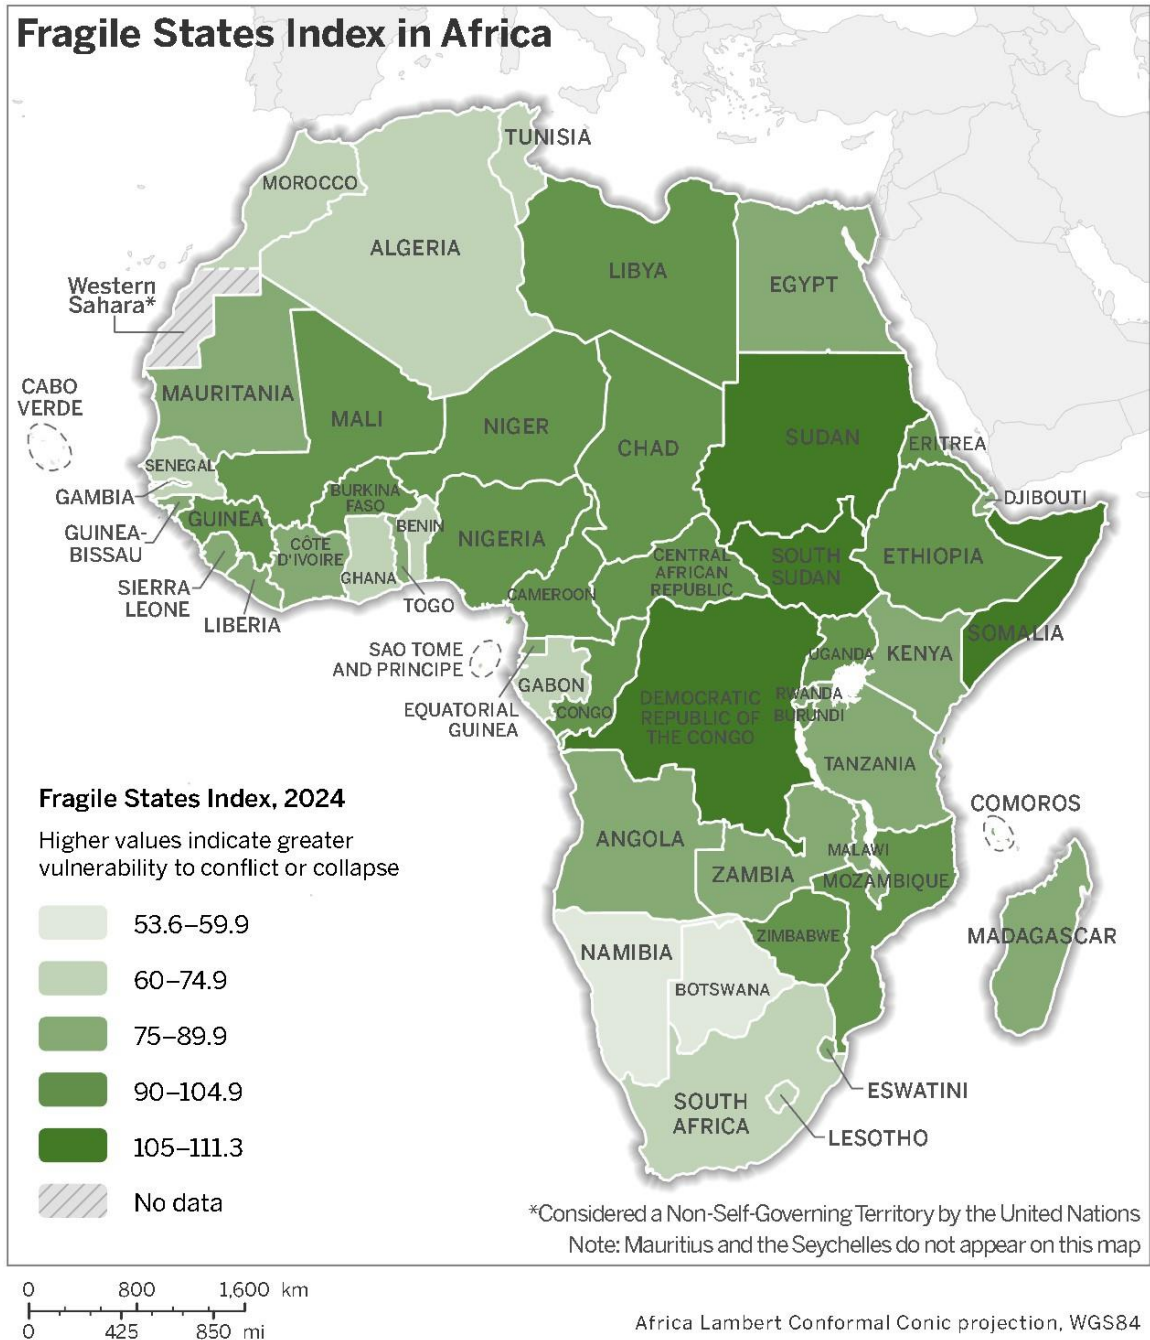 Fragile States Index in Africa
TUNISIA
MOROCCO
ALGERIA
LIBYA
EGYPT
Western
Sahara*
CABO
VERDE
MAURITANIA
MALI
NIGER
CHAD
SUDAN
ERITREA
SENEGAL
GAMBIA
BURKINA
FASO
DJIBOUTI
GUINEA-
BISSAU
GUINEA
CÔTE
D'IVOIRE
BENIN
NIGERIA
CENTRAL
AFRICAN
REPUBLIC
SOUTH
SUDAN
ETHIOPIA
SIERRA
LEONE
GHANA
CAMEROON
TOGO
LIBERIA
SOMALIA
SAO TOME
AND PRINCIPE
UGANDA
KENYA
GABON
EQUATORIAL
GUINEA
CONGO
DEMOCRATIC
REPUBLIC OF
THE CONGO
RWANDA
BURUNDI
TANZANIA
COMOROS
ANGOLA
ZAMBIA
MALAWI
MOZAMBIQUE
MADAGASCAR
NAMIBIA
ZIMBABWE
BOTSWANA
SOUTH
AFRICA
ESWATINI
LESOTHO
Fragile States Index, 2024
Higher values indicate greater
vulnerability to conflict or collapse
53.6–59.9
60–74.9
75–89.9
90–104.9
105–111.3
No data
*Considered a Non-Self-Governing Territory by the United Nations
Note: Mauritius and the Seychelles do not appear on this map
0 800 1,600 km
0 425 850 mi
Africa Lambert Conformal Conic projection, WGS84